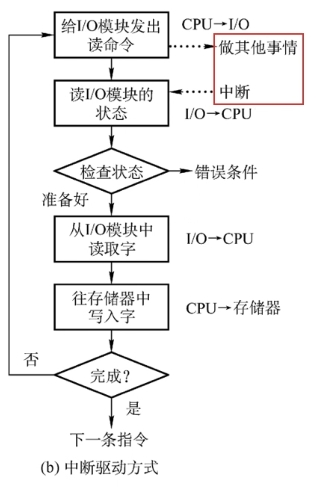 给I/O模块发出
读命令
CPU→I/O
做其他事情
中断
读I/O模块的
状态
I/O→CPU
检查状态
错误条件
准备好
从I/O模块中
读取字
I/O→CPU
往存储器中
写入字
CPU→存储器
否
完成?
是
下一条指令
(b) 中断驱动方式